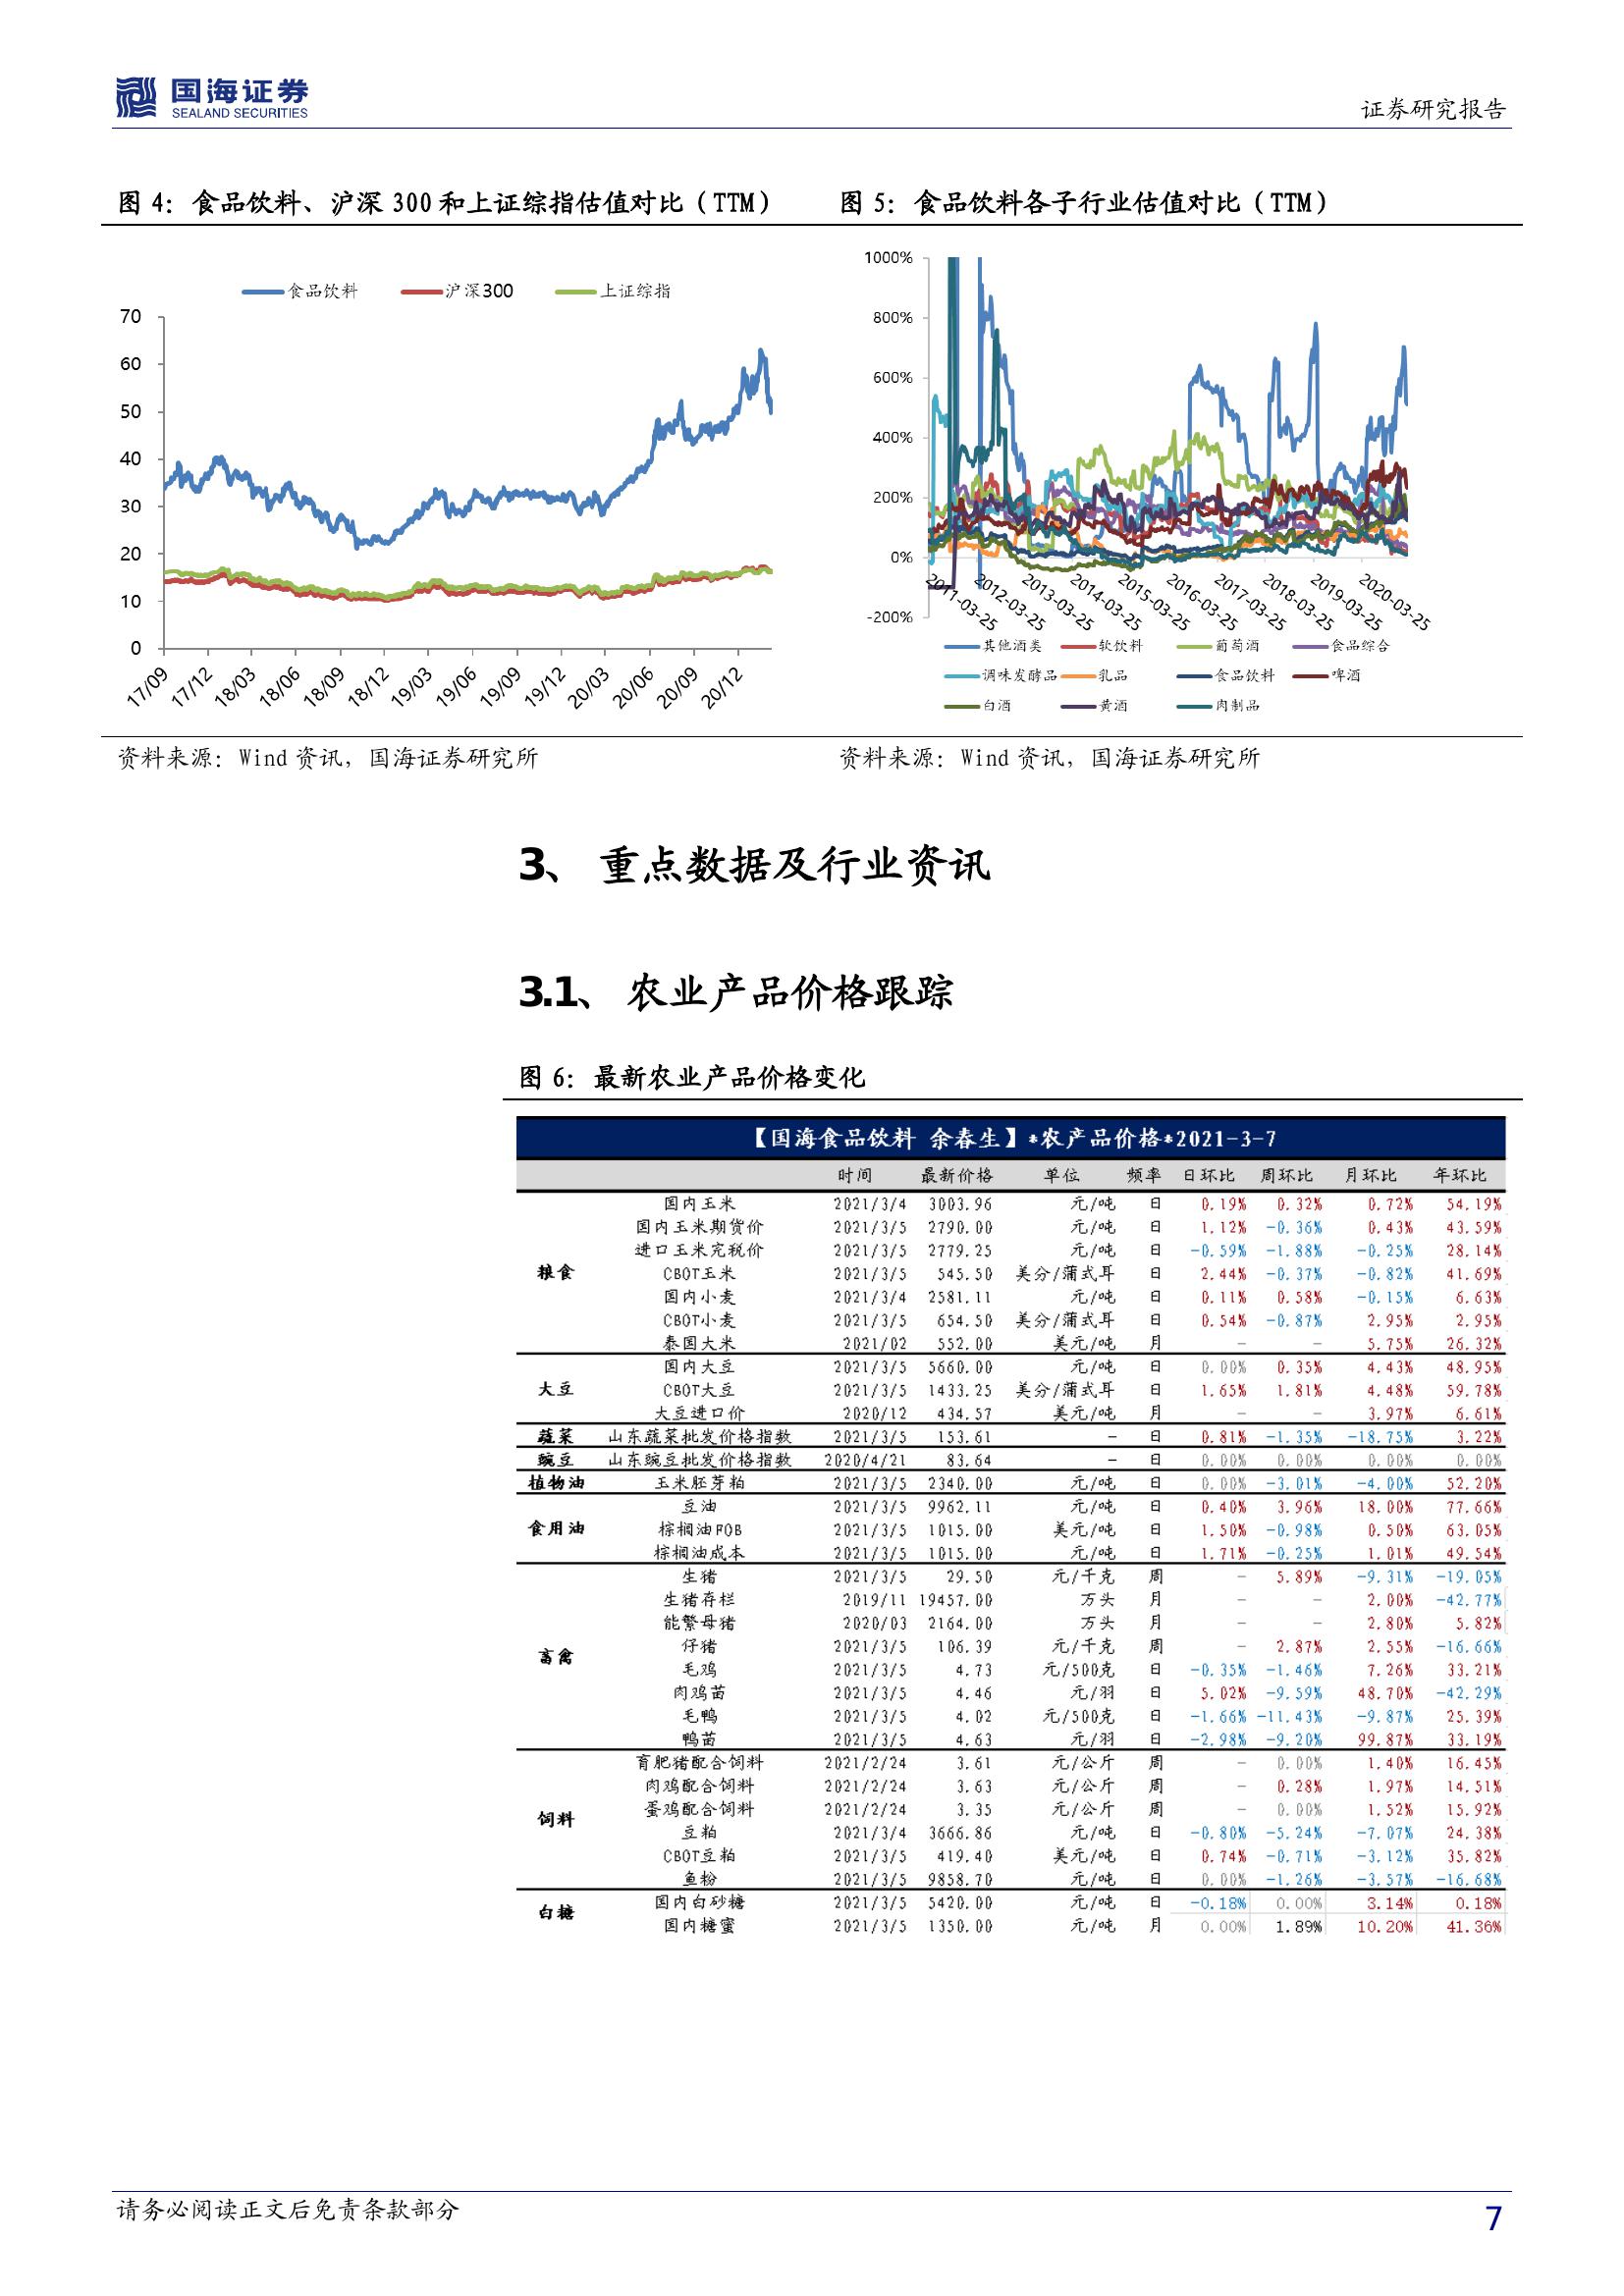 国海证券
SEALAND SECURITIES
证券研究报告
图 4：食品饮料、沪深 300 和上证综指估值对比（TTM）
食品饮料 沪深300 上证综指
70
60
50
40
30
20
10
0
17/09 17/12 18/03 18/06 18/09 18/12 19/03 19/06 19/09 19/12 20/03 20/06 20/09 20/12
资料来源：Wind 资讯，国海证券研究所
图 5：食品饮料各子行业估值对比（TTM）
1000%
800%
600%
400%
200%
0%
-200%
2011-03-25 2012-03-25 2013-03-25 2014-03-25 2015-03-25 2016-03-25 2017-03-25 2018-03-25 2019-03-25 2020-03-25
其他酒类 软饮料 葡萄酒 食品综合
调味发酵品 乳品 食品饮料 啤酒
白酒 黄酒 肉制品
资料来源：Wind 资讯，国海证券研究所
3、 重点数据及行业资讯
3.1、 农业产品价格跟踪
图 6：最新农业产品价格变化
【国海食品饮料 余春生】*农产品价格*2021-3-7
时间 最新价格 单位 频率 日环比 周环比 月环比 年环比
粮食
国内玉米 2021/3/4 3003.96 元/吨 日 0.19% 0.32% 0.72% 54.19%
国内玉米期货价 2021/3/5 2790.00 元/吨 日 1.12% -0.36% 0.43% 43.59%
进口玉米完税价 2021/3/5 2779.25 元/吨 日 -0.59% -1.88% -0.25% 28.14%
CBOT玉米 2021/3/5 545.50 美分/蒲式耳 日 2.44% -0.37% -0.82% 41.69%
国内小麦 2021/3/4 2581.11 元/吨 日 0.11% 0.58% -0.15% 6.63%
CBOT小麦 2021/3/5 654.50 美分/蒲式耳 日 0.54% -0.87% 2.95% 2.95%
泰国大米 2021/02 552.00 美元/吨 月 - - 5.75% 26.32%
大豆
国内大豆 2021/3/5 5660.00 元/吨 日 0.00% 0.35% 4.43% 48.95%
CBOT大豆 2021/3/5 1433.25 美分/蒲式耳 日 1.65% 1.81% 4.48% 59.78%
大豆进口价 2020/12 434.57 美元/吨 月 - - 3.97% 6.61%
蔬菜 山东蔬菜批发价格指数 2021/3/5 153.61 - 日 0.81% -1.35% -18.75% 3.22%
豌豆 山东豌豆批发价格指数 2020/4/21 83.64 - 日 0.00% 0.00% 0.00% 0.00%
植物油 玉米胚芽粕 2021/3/5 2340.00 元/吨 日 0.00% -3.01% -4.00% 52.20%
食用油
豆油 2021/3/5 9962.11 元/吨 日 0.40% 3.96% 18.00% 77.66%
棕榈油FOB 2021/3/5 1015.00 美元/吨 日 1.50% -0.98% 0.50% 63.05%
棕榈油成本 2021/3/5 1015.00 元/吨 日 1.71% -0.25% 1.01% 49.54%
畜禽
生猪 2021/3/5 29.50 元/千克 周 - 5.89% -9.31% -19.05%
生猪存栏 2019/11 19457.00 万头 月 - - 2.00% -42.77%
能繁母猪 2020/03 2164.00 万头 月 - - 2.80% 5.82%
仔猪 2021/3/5 106.39 元/千克 周 - 2.87% 2.55% -16.66%
毛鸡 2021/3/5 4.73 元/500克 日 -0.35% -1.46% 7.26% 33.21%
肉鸡苗 2021/3/5 4.46 元/羽 日 5.02% -9.59% 48.70% -42.29%
毛鸭 2021/3/5 4.02 元/500克 日 -1.66% -11.43% -9.87% 25.39%
鸭苗 2021/3/5 4.63 元/羽 日 -2.98% -9.20% 99.87% 33.19%
饲料
育肥猪配合饲料 2021/2/24 3.61 元/公斤 周 - 0.00% 1.40% 16.45%
肉鸡配合饲料 2021/2/24 3.63 元/公斤 周 - 0.28% 1.97% 14.51%
蛋鸡配合饲料 2021/2/24 3.35 元/公斤 周 - 0.00% 1.52% 15.92%
豆粕 2021/3/4 3666.86 元/吨 日 -0.80% -5.24% -7.07% 24.38%
CBOT豆粕 2021/3/5 419.40 美元/吨 日 0.74% -0.71% -3.12% 35.82%
鱼粉 2021/3/5 9858.70 元/吨 日 0.00% -1.26% -3.57% -16.68%
白糖
国内白砂糖 2021/3/5 5420.00 元/吨 日 -0.18% 0.00% 3.14% 0.18%
国内糖蜜 2021/3/5 1350.00 元/吨 月 0.00% 1.89% 10.20% 41.36%
请务必阅读正文后免责条款部分
7